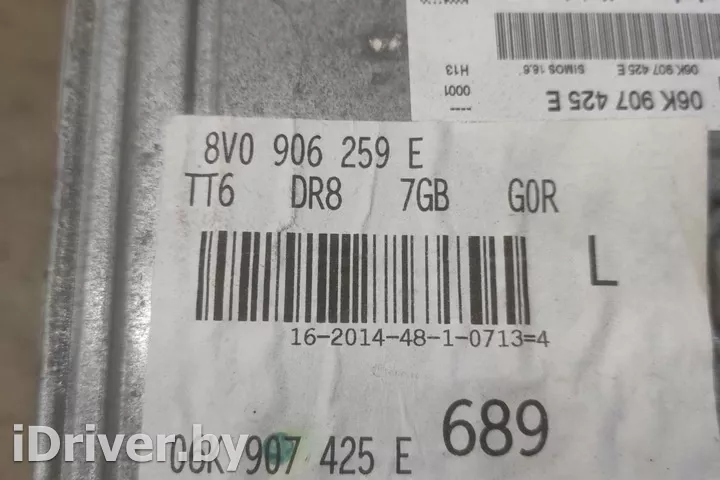 H13
SIMOS 18.6
06K 907 425 E
0001
06K 907 425 E
8V0 906 259 E
TT6 DR8 7GB G0R
L
16-2014-48-1-0713=4
689
06K 907 425 E
iDriver.by